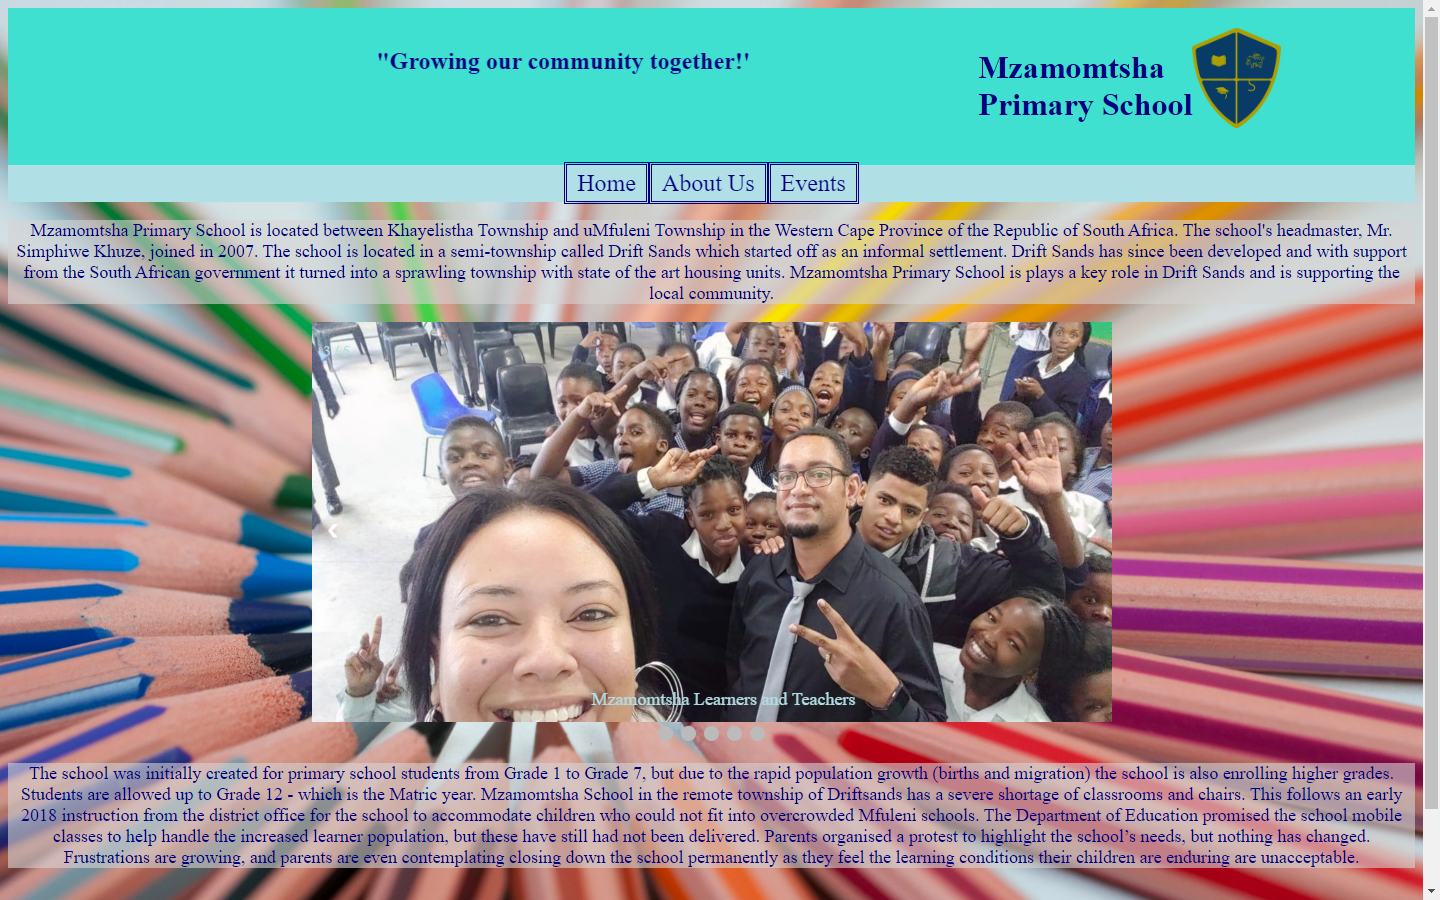 "Growing our community together!'
Mzamomtsha
Primary School
S
Home
About Us
Events
Mzamomtsha Primary School is located between Khayelistha Township and uMfuleni Township in the Western Cape Province of the Republic of South Africa. The school's headmaster, Mr.
Simphiwe Khuze, joined in 2007. The school is located in a semi-township called Drift Sands which started off as an informal settlement. Drift Sands has since been developed and with support
from the South African government it turned into a sprawling township with state of the art housing units. Mzamomtsha Primary School is plays a key role in Drift Sands and is supporting the
local community.
3 / 5
Mzamomtsha Learners and Teachers
The school was initially created for primary school students from Grade 1 to Grade 7, but due to the rapid population growth (births and migration) the school is also enrolling higher grades.
Students are allowed up to Grade 12 - which is the Matric year. Mzamomtsha School in the remote township of Driftsands has a severe shortage of classrooms and chairs. This follows an early
2018 instruction from the district office for the school to accommodate children who could not fit into overcrowded Mfuleni schools. The Department of Education promised the school mobile
classes to help handle the increased learner population, but these have still had not been delivered. Parents organised a protest to highlight the school’s needs, but nothing has changed.
Frustrations are growing, and parents are even contemplating closing down the school permanently as they feel the learning conditions their children are enduring are unacceptable.